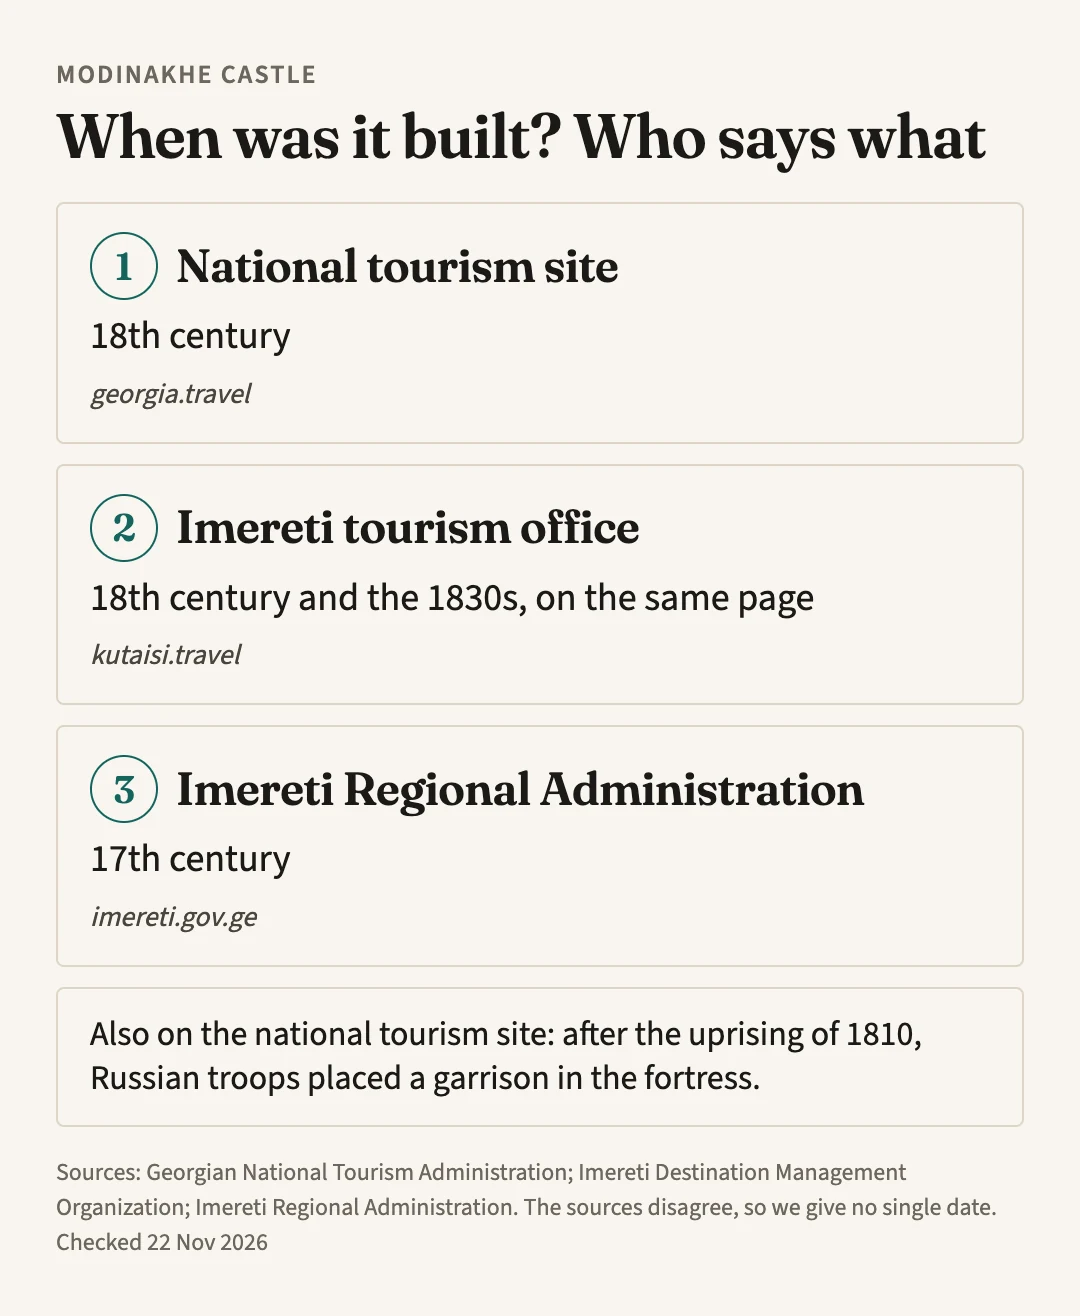 MODINAKHE CASTLE
When was it built? Who says what
1 National tourism site
18th century
georgia.travel
2 Imereti tourism office
18th century and the 1830s, on the same page
kutaisi.travel
3 Imereti Regional Administration
17th century
imereti.gov.ge
Also on the national tourism site: after the uprising of 1810,
Russian troops placed a garrison in the fortress.
Sources: Georgian National Tourism Administration; Imereti Destination Management
Organization; Imereti Regional Administration. The sources disagree, so we give no single date.
Checked 22 Nov 2026